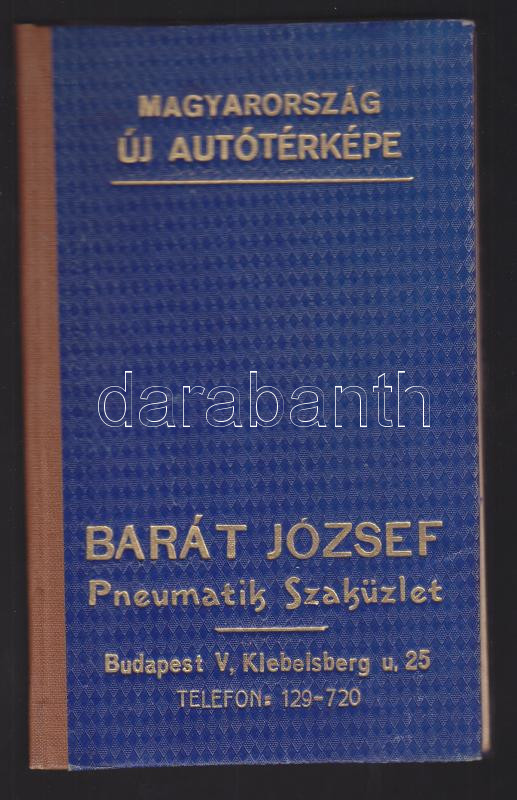 MAGYARORSZÁG
ÚJ AUTÓTÉRKÉPE
darabanth
BARÁT JÓZSEF
Pneumatik Szaküzlet
Budapest V, Klebelsberg u. 25
TELEFON: 129-720